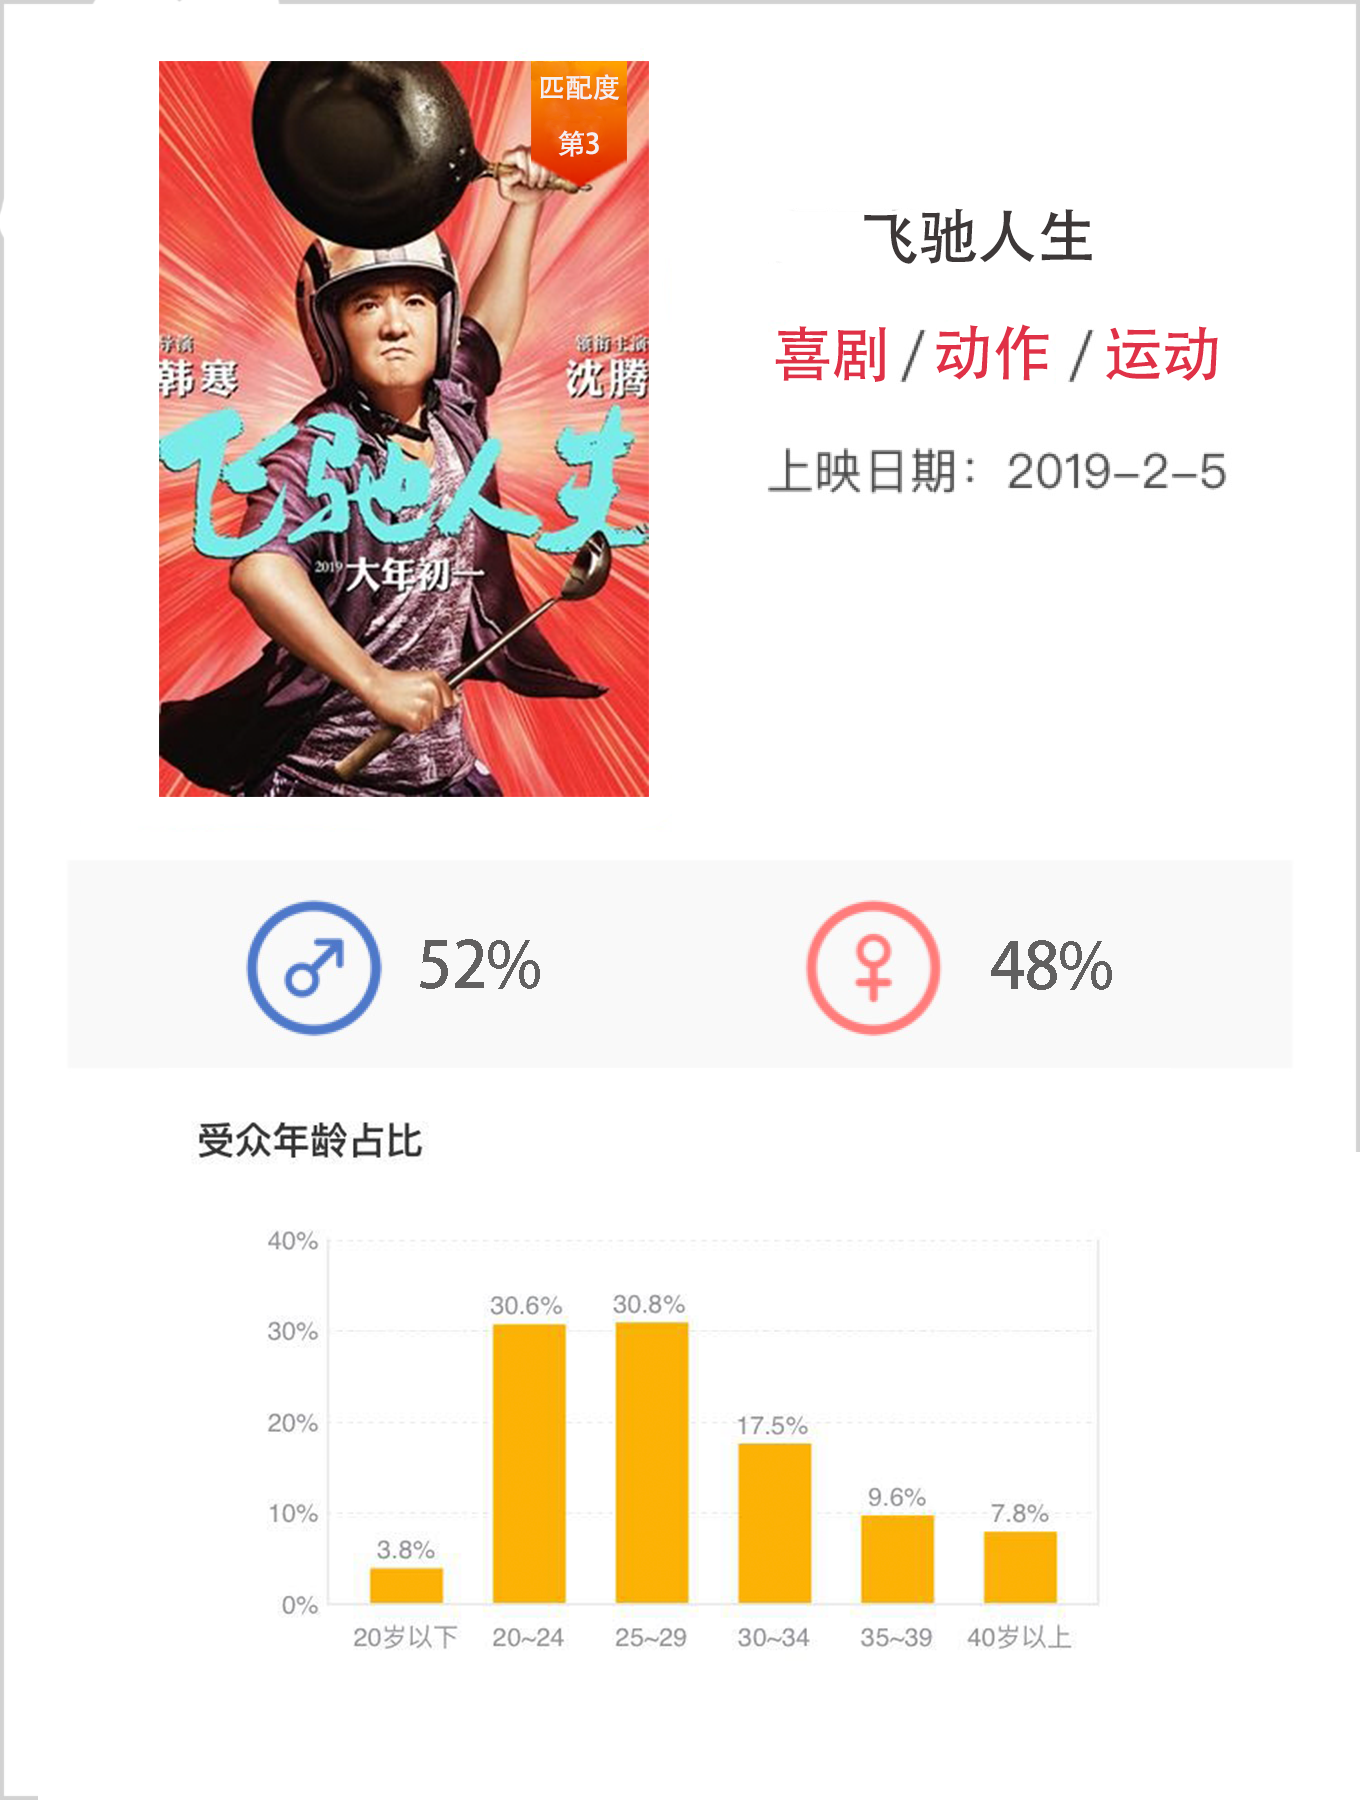 匹配度
第3
导演
韩寒
领衔主演
沈腾
飞驰人生
2019大年初一
飞驰人生
喜剧/动作/运动
上映日期：2019-2-5
52%
48%
受众年龄占比
40%
30%
20%
10%
0%
3.8%
30.6%
30.8%
17.5%
9.6%
7.8%
20岁以下
20~24
25~29
30~34
35~39
40岁以上